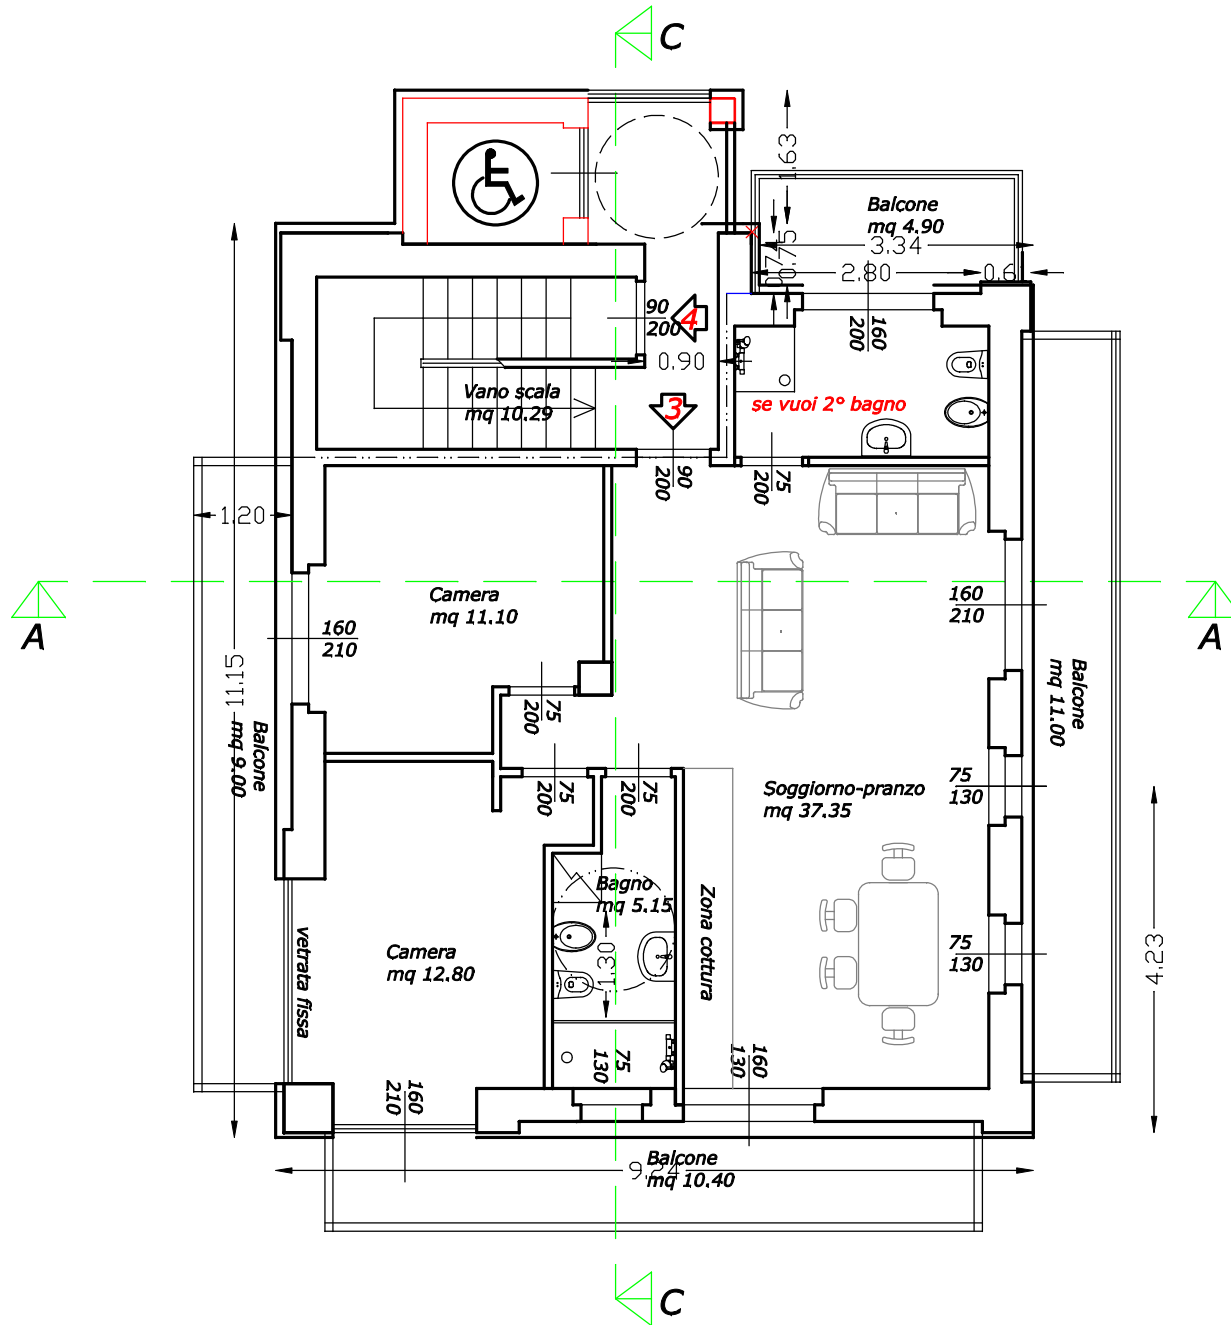 C
1.63
Balcone
mq 4.90
3.34
0.74
0.75
2.80
0.6
90
200
4
160
200
0.90
Vano scala
mq 10.29
3
se vuoi 2° bagno
90
200
75
200
1.20
A
Camera
mq 11.10
160
210
160
210
A
11.15
Balcone
mq 9.00
75
200
Balcone
mq 11.00
75
200
75
200
Soggiorno-pranzo
mq 37.35
75
130
Bagno
mq 5.15
Zona cottura
vetrata fissa
Camera
mq 12.80
1.30
75
130
4.23
75
130
160
130
160
210
9.24
Balcone
mq 10.40
C